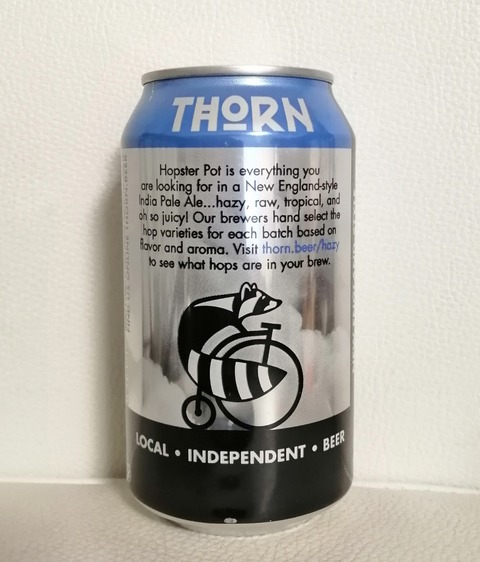 THORN
Hopster Pot is everything you
are looking for in a New England-style
India Pale Ale...hazy, raw, tropical, and
oh so juicy! Our brewers hand select the
hop varieties for each batch based on
flavor and aroma. Visit thorn.beer/hazy
to see what hops are in your brew.
LOCAL • INDEPENDENT • BEER